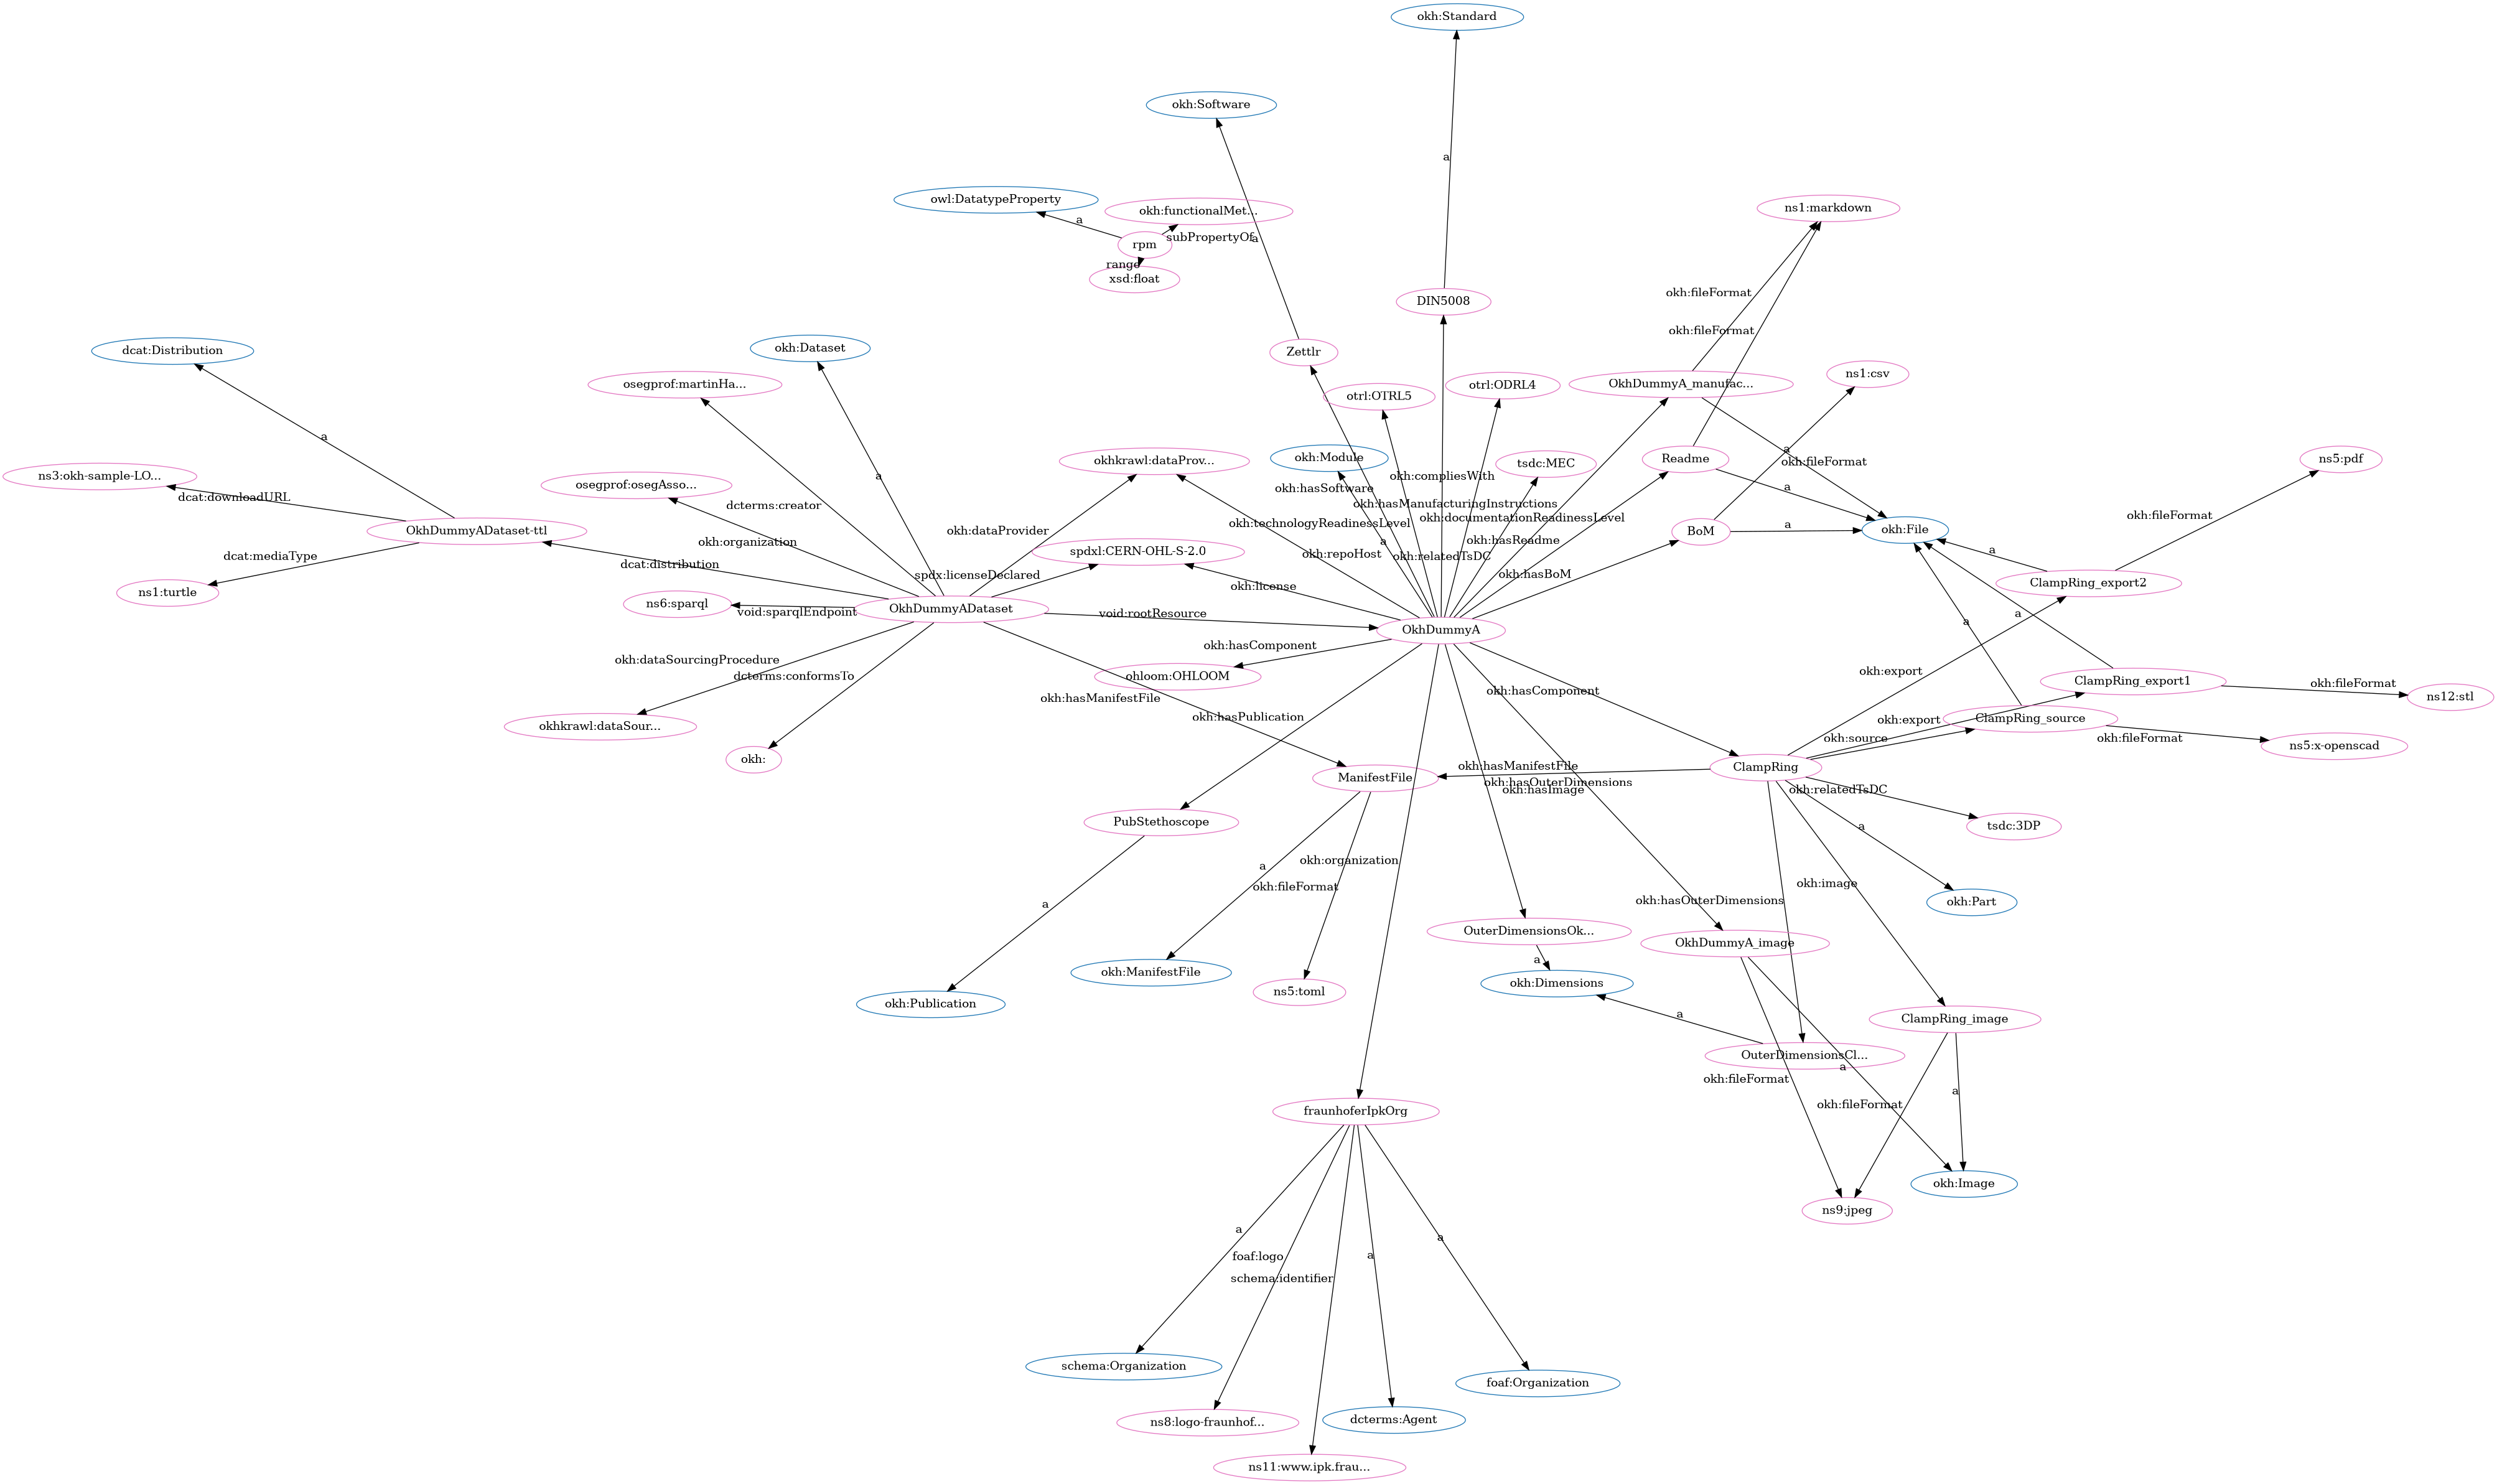 okh:Standard
okh:Software
a
owl:DatatypeProperty
okh:functionalMet...
ns1:markdown
a
subPropertyOf
a
rpm
range
xsd:float
DIN5008
okh:fileFormat
okh:fileFormat
dcat:Distribution
okh:Dataset
Zettlr
osegprof:martinHa...
otrl:OTRL5
otrl:ODRL4
OkhDummyA_manufac...
ns1:csv
a
okh:Module
okhkrawl:dataProv...
tsdc:MEC
Readme
a
okh:fileFormat
ns5:pdf
ns3:okh-sample-LO...
a
okh:compliesWith
osegprof:osegAsso...
okh:hasSoftware
a
dcat:downloadURL
dcterms:creator
okh:hasManufacturingInstructions
okh:documentationReadinessLevel
okh:technologyReadinessLevel
okh:fileFormat
OkhDummyADataset-ttl
okh:dataProvider
BoM
a
okh:File
okh:organization
a
okh:hasReadme
dcat:mediaType
spdxl:CERN-OHL-S-2.0
okh:repoHost
okh:relatedTsDC
a
dcat:distribution
spdx:licenseDeclared
okh:hasBoM
ClampRing_export2
ns1:turtle
okh:license
ns6:sparql
void:sparqlEndpoint
OkhDummyADataset
void:rootResource
OkhDummyA
a
a
okh:hasComponent
okh:dataSourcingProcedure
dcterms:conformsTo
ohloom:OHLOOM
okh:export
ClampRing_export1
okh:fileFormat
ns12:stl
okh:hasManifestFile
okh:hasComponent
okh:hasPublication
okh:export
ClampRing_source
okhkrawl:dataSour...
okh:source
okh:fileFormat
ns5:x-openscad
okh:
ManifestFile
okh:hasManifestFile
ClampRing
okh:hasOuterDimensions
okh:hasImage
okh:relatedTsDC
PubStethoscope
tsdc:3DP
a
a
okh:organization
okh:fileFormat
okh:image
okh:hasOuterDimensions
a
okh:Part
OuterDimensionsOk...
OkhDummyA_image
a
okh:ManifestFile
okh:Dimensions
okh:Publication
ns5:toml
a
ClampRing_image
OuterDimensionsCl...
okh:fileFormat
a
okh:fileFormat
a
fraunhoferIpkOrg
okh:Image
ns9:jpeg
a
foaf:logo
a
a
schema:identifier
schema:Organization
foaf:Organization
ns8:logo-fraunhof...
dcterms:Agent
ns11:www.ipk.frau...